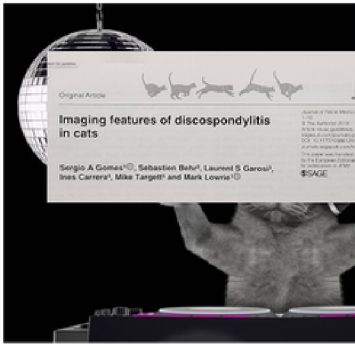 Original Article
Imaging features of discospondylitis
in cats
Sergio A Gomes, Sebastien Behr, Laurent S Garosi,
Ines Carrera, Mike Targett and Mark Lowrie
SAGE